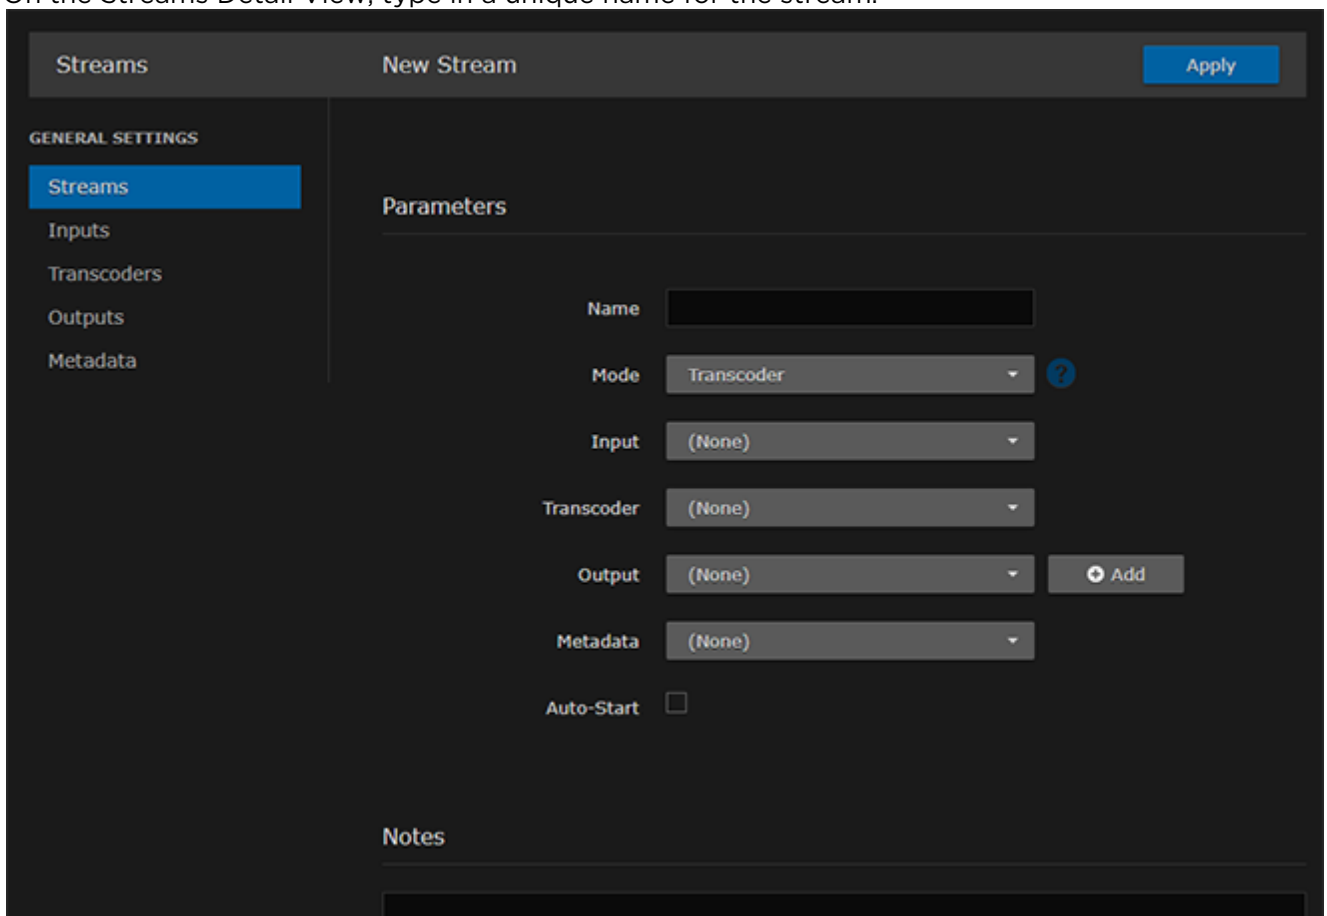 On the Streams Detail View, type in a unique name for the stream.
Streams New Stream Apply
GENERAL SETTINGS
Streams
Inputs
Transcoders
Outputs
Metadata
Parameters
Name
Mode Transcoder ?
Input (None)
Transcoder (None)
Output (None) Add
Metadata (None)
Auto-Start
Notes